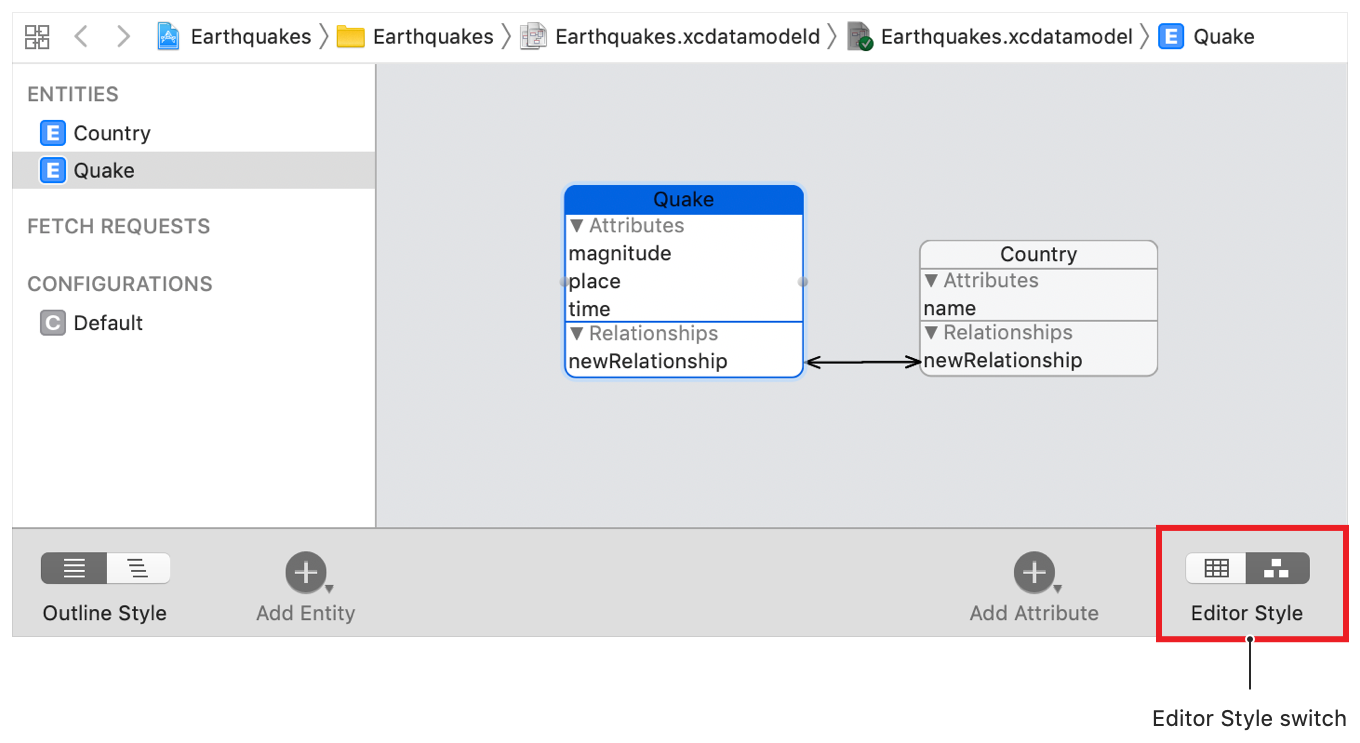 Earthquakes Earthquakes Earthquakes.xcdatamodeld Earthquakes.xcdatamodel E Quake
ENTITIES
E Country
E Quake
FETCH REQUESTS
CONFIGURATIONS
C Default
Quake
▼ Attributes
magnitude
place
time
▼ Relationships
newRelationship
Country
▼ Attributes
name
▼ Relationships
newRelationship
Outline Style
Add Entity
Add Attribute
Editor Style
Editor Style switch